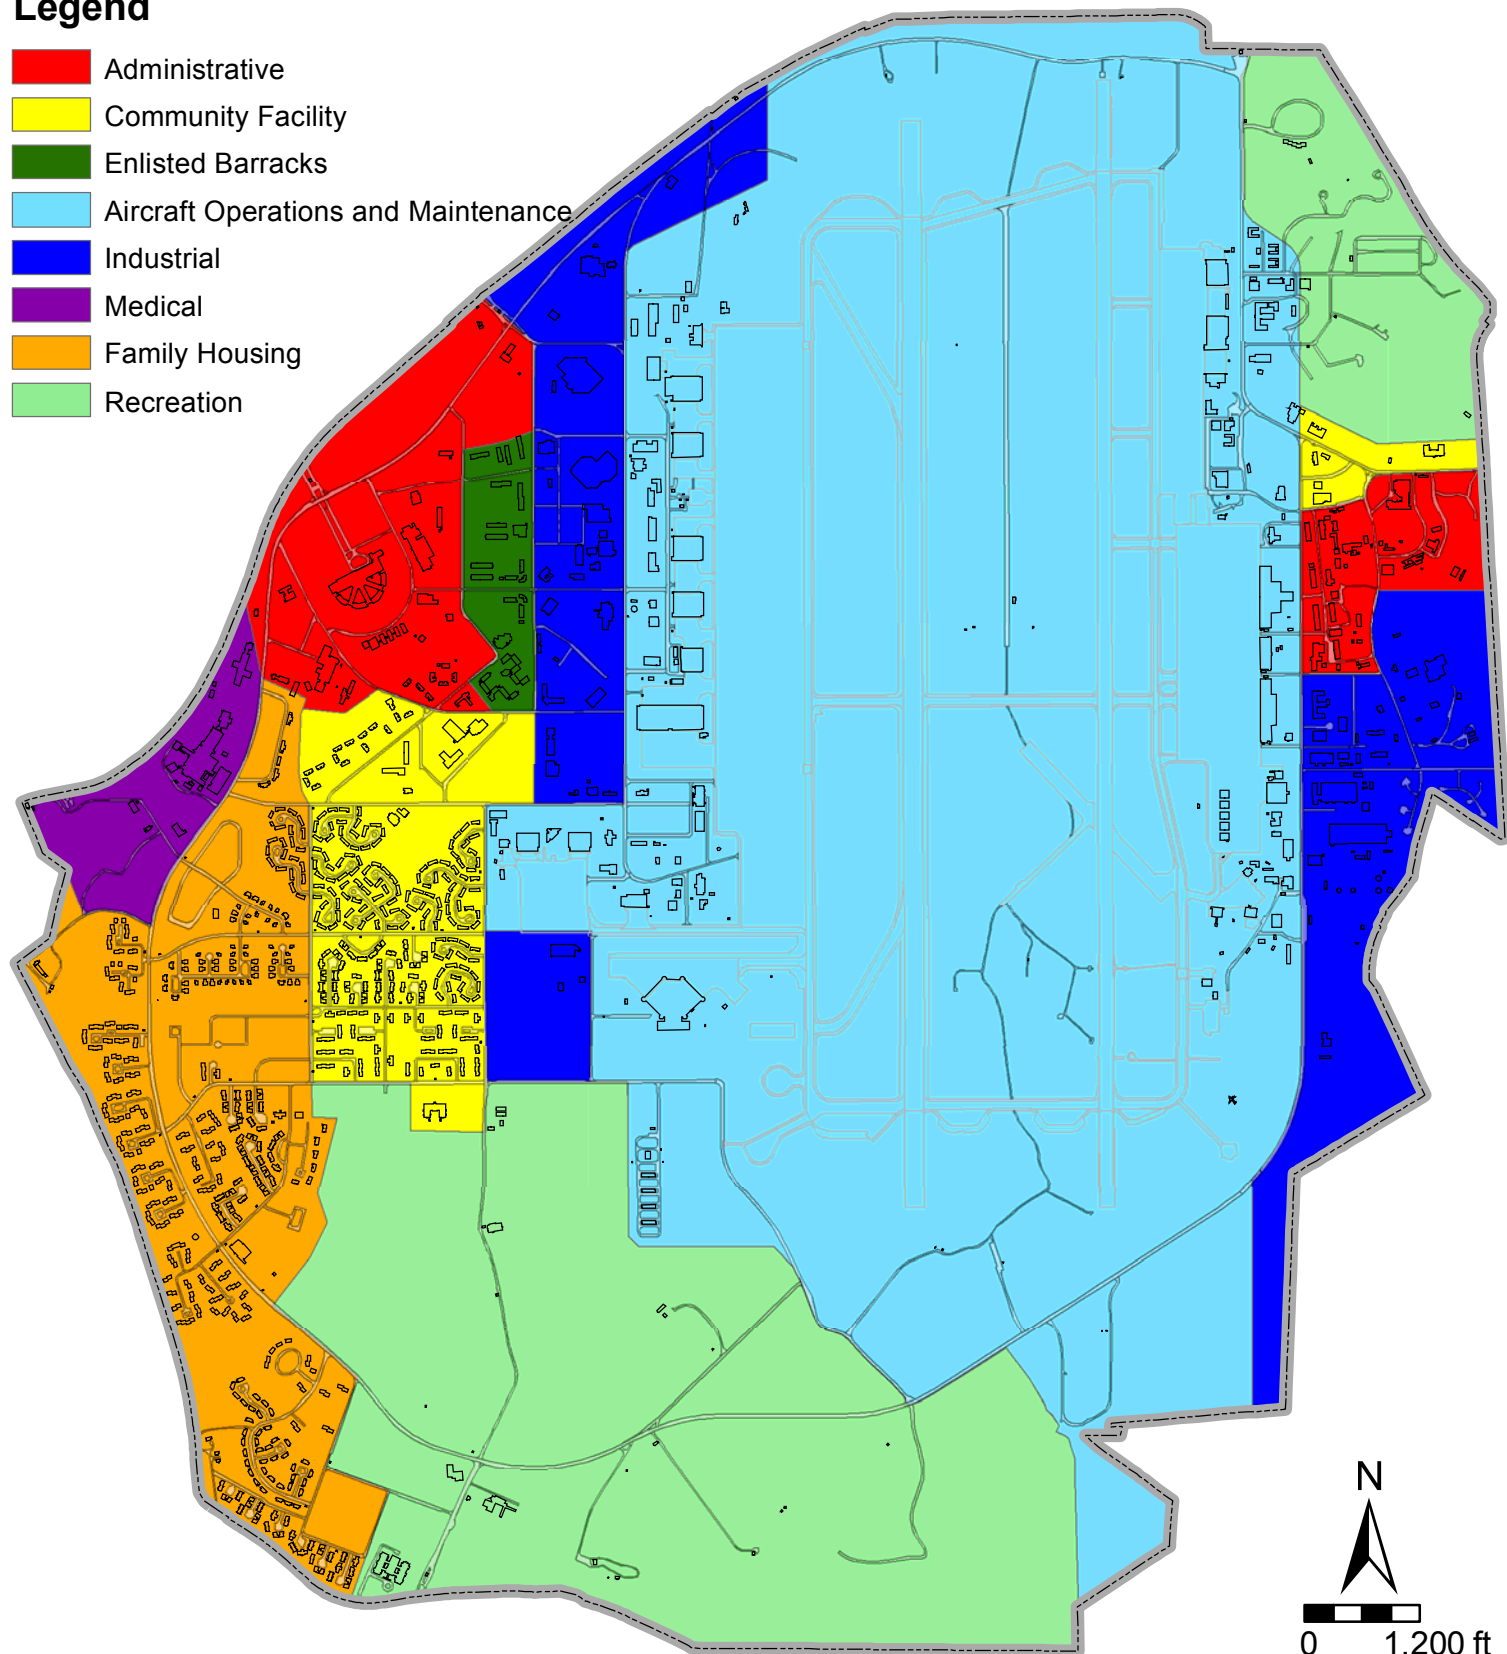 Legend
Administrative
Community Facility
Enlisted Barracks
Aircraft Operations and Maintenance
Industrial
Medical
Family Housing
Recreation
N
0 1,200 ft